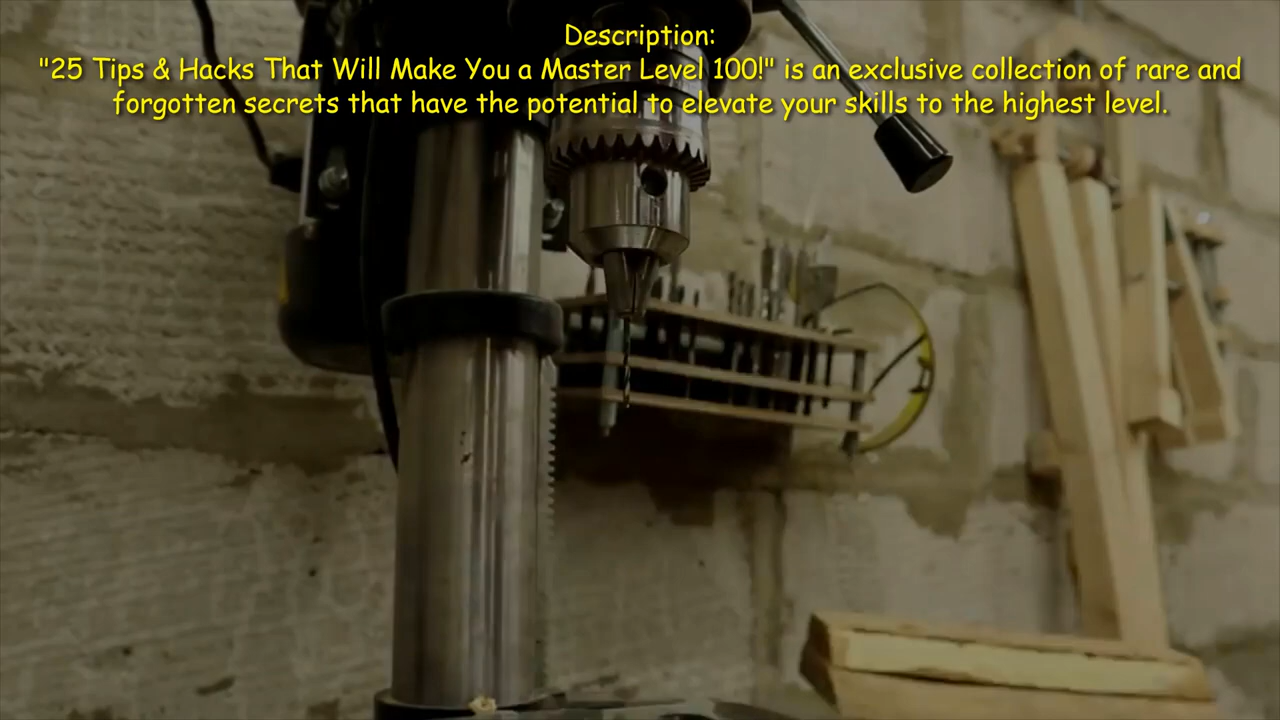 Description:
"25 Tips & Hacks That Will Make You a Master Level 100!" is an exclusive collection of rare and
forgotten secrets that have the potential to elevate your skills to the highest level.